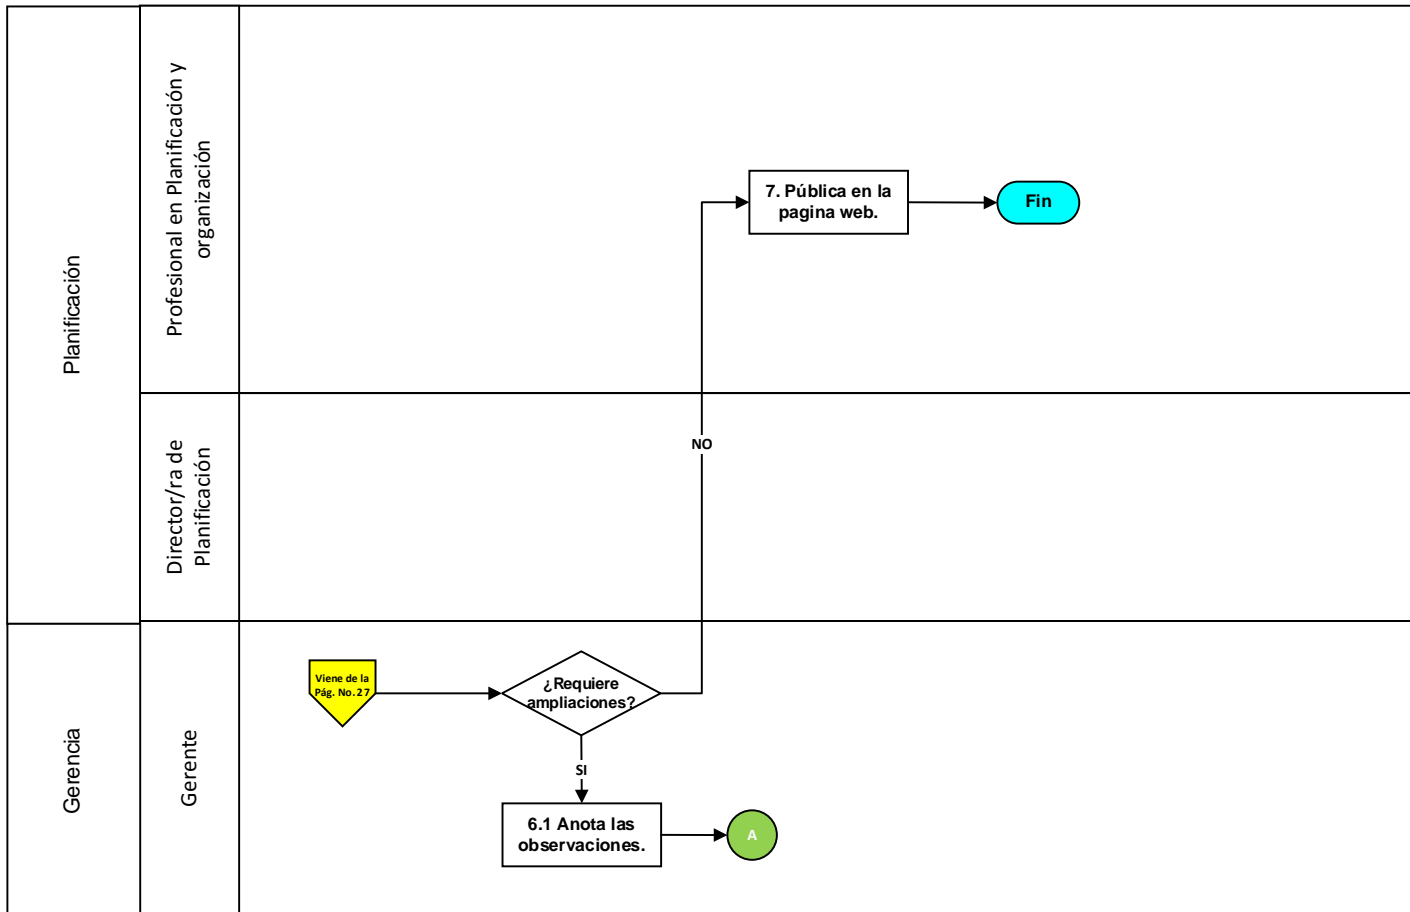 Planificación
Profesional en Planificación y
organización
7. Pública en la
pagina web.
Fin
Director/ra de
Planificación
NO
Gerencia
Gerente
Viene de la
Pág. No. 27
¿Requiere
ampliaciones?
SI
6.1 Anota las
observaciones.
A